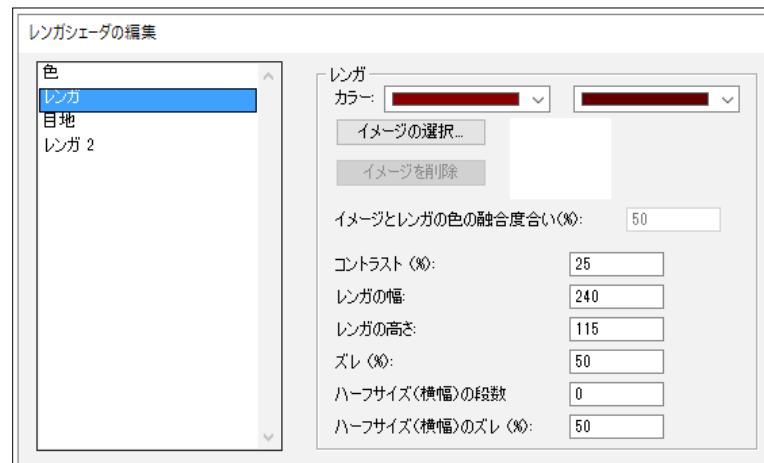 レンガシェーダの編集
色
レンガ
目地
レンガ 2
レンガ
カラー:
イメージの選択...
イメージを削除
イメージとレンガの色の融合度合い(%): 50
コントラスト (%): 25
レンガの幅: 240
レンガの高さ: 115
ズレ (%): 50
ハーフサイズ(横幅)の段数 0
ハーフサイズ(横幅)のズレ (%): 50